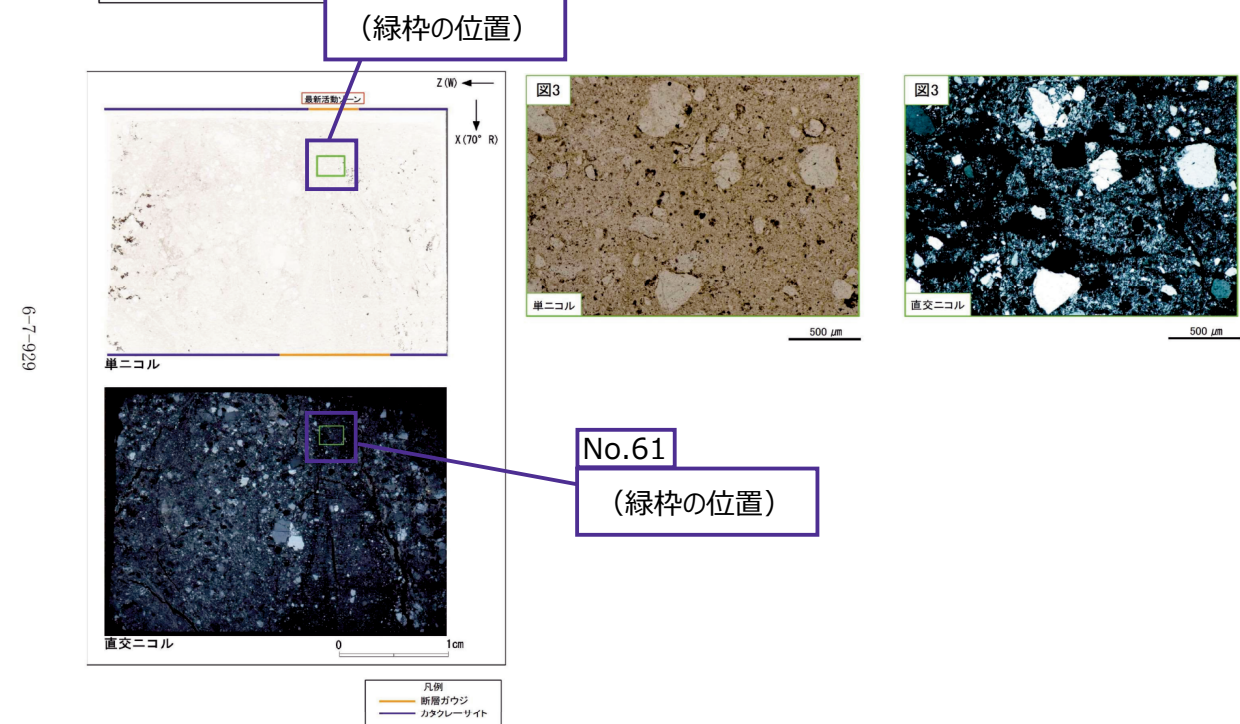 （緑枠の位置）
Z(W)
最新活動ゾーン
X(70° R)
単ニコル
直交ニコル
0 1cm
凡例
断層ガウジ
カタクレーサイト
図3
単ニコル
500 μm
図3
直交ニコル
500 μm
No.61
（緑枠の位置）
6-7-929